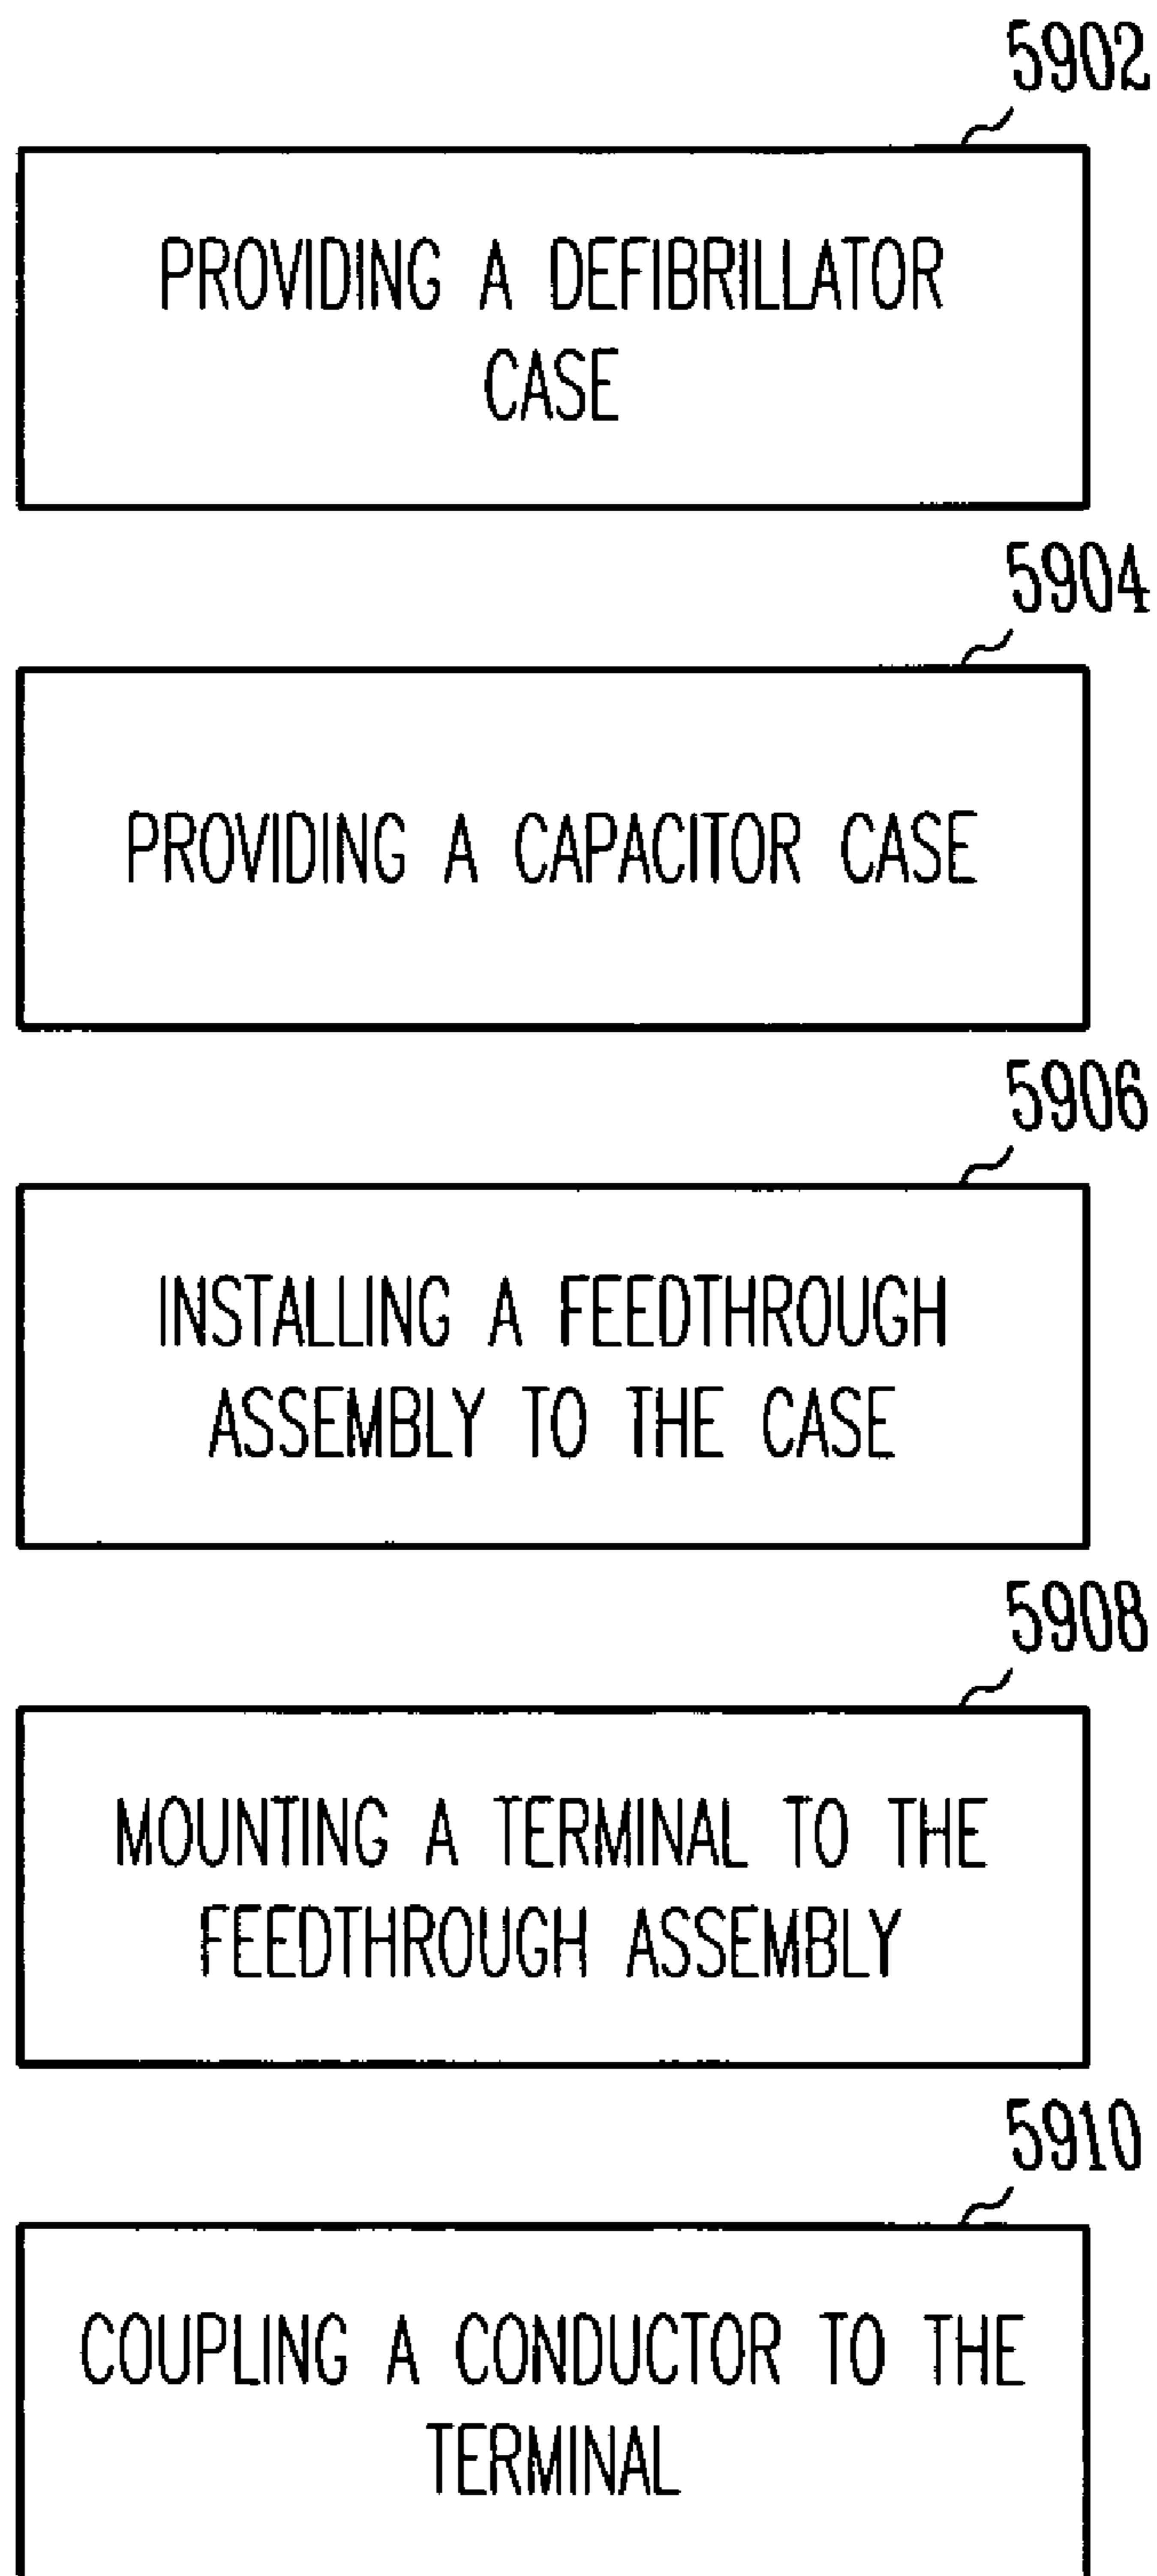 5902
PROVIDING A DEFIBRILLATOR
CASE
5904
PROVIDING A CAPACITOR CASE
5906
INSTALLING A FEEDTHROUGH
ASSEMBLY TO THE CASE
5908
MOUNTING A TERMINAL TO THE
FEEDTHROUGH ASSEMBLY
5910
COUPLING A CONDUCTOR TO THE
TERMINAL